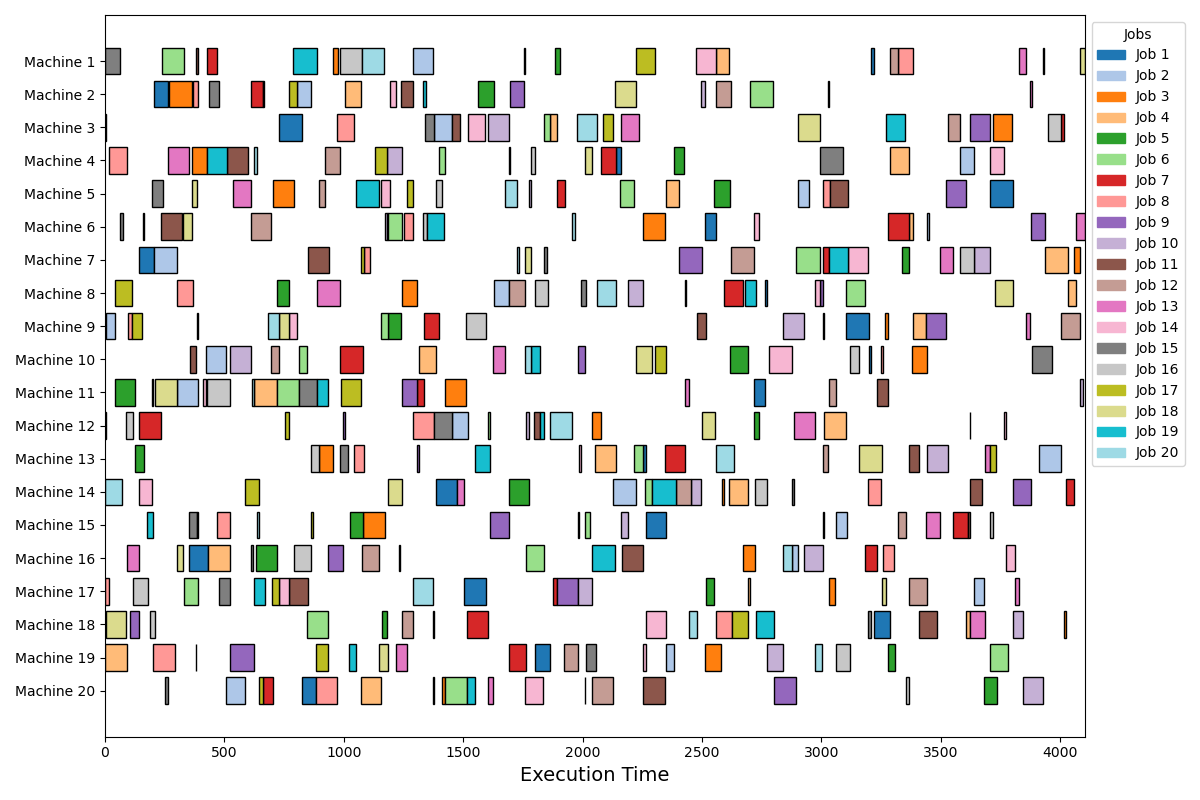 Machine 1
Machine 2
Machine 3
Machine 4
Machine 5
Machine 6
Machine 7
Machine 8
Machine 9
Machine 10
Machine 11
Machine 12
Machine 13
Machine 14
Machine 15
Machine 16
Machine 17
Machine 18
Machine 19
Machine 20
0 500 1000 1500 2000 2500 3000 3500 4000
Execution Time
Jobs
Job 1
Job 2
Job 3
Job 4
Job 5
Job 6
Job 7
Job 8
Job 9
Job 10
Job 11
Job 12
Job 13
Job 14
Job 15
Job 16
Job 17
Job 18
Job 19
Job 20